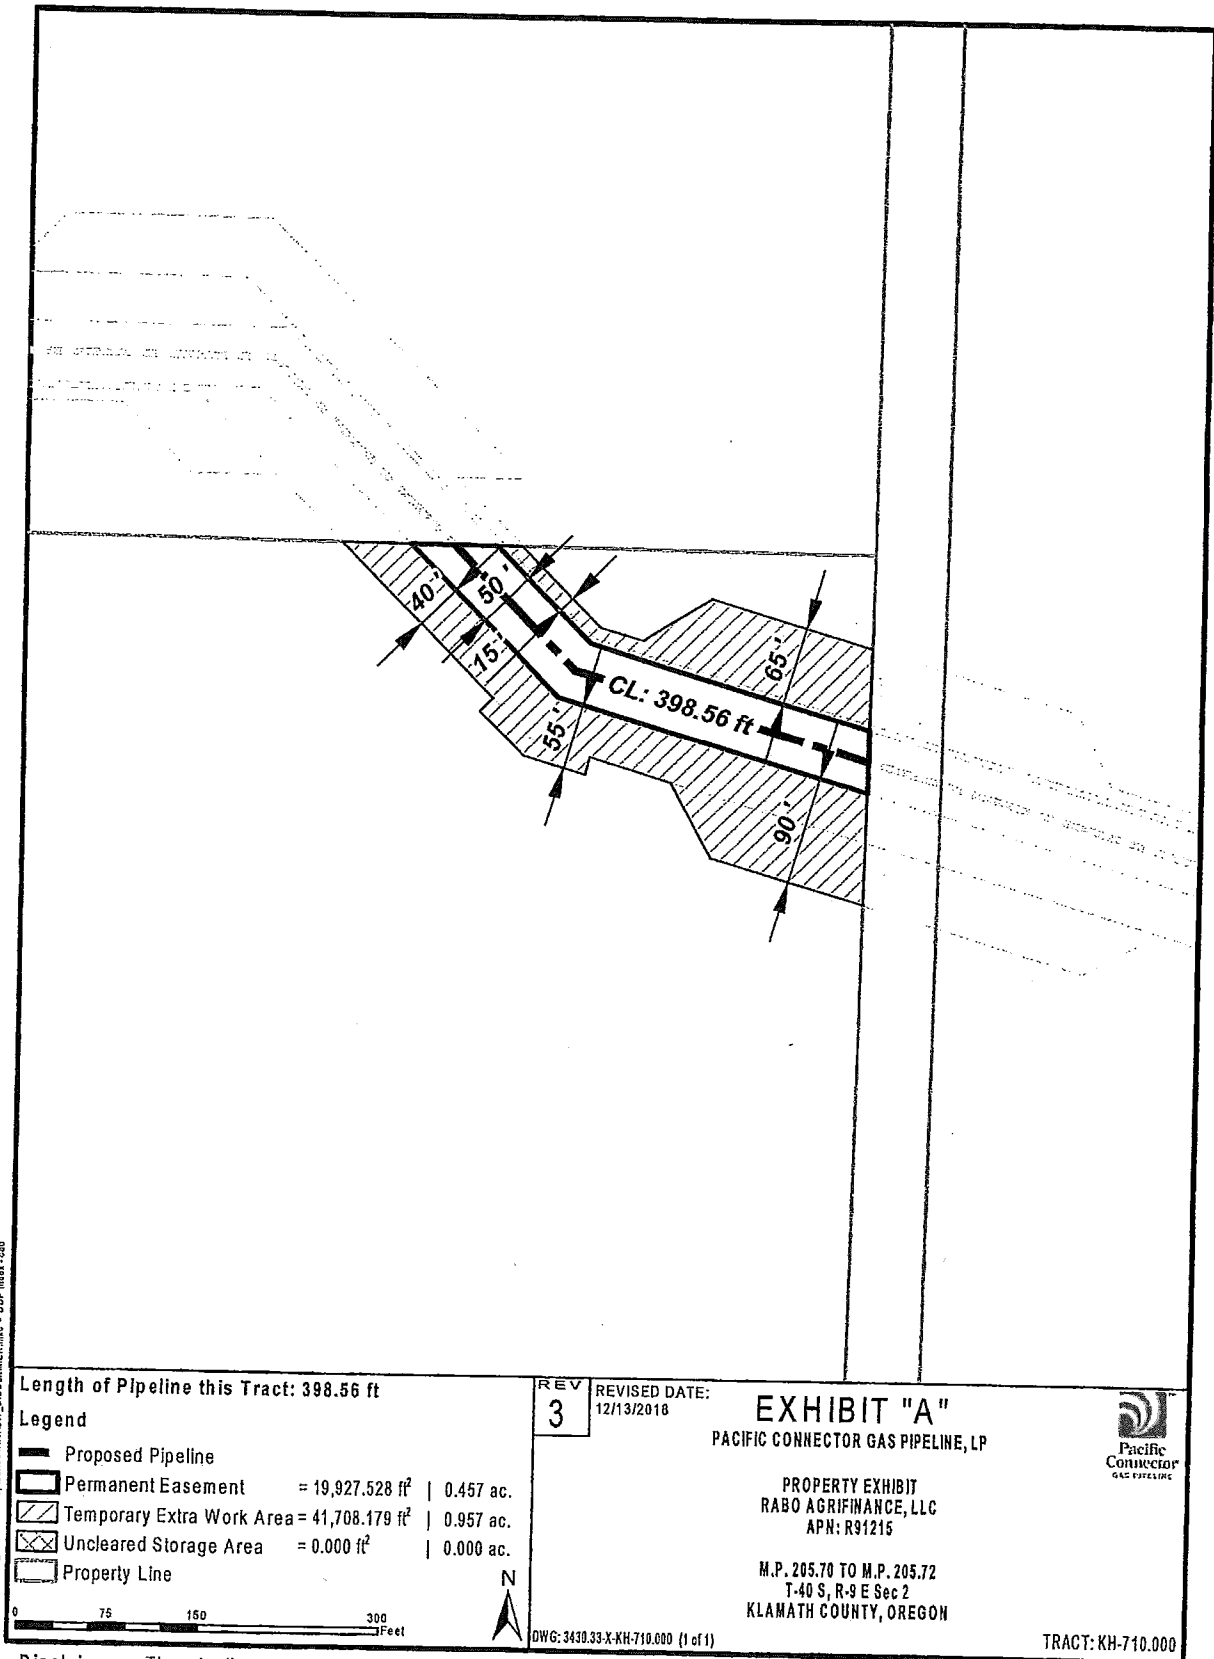 40'
50'
15'
65'
CL: 398.56 ft
55'
90'
Length of Pipeline this Tract: 398.56 ft
Legend
Proposed Pipeline
Permanent Easement = 19,927.528 ft² | 0.457 ac.
Temporary Extra Work Area = 41,708.179 ft² | 0.957 ac.
Uncleared Storage Area = 0.000 ft² | 0.000 ac.
Property Line
0 75 150 300
Feet
N
REV
3
REVISED DATE:
12/13/2018
EXHIBIT "A"
PACIFIC CONNECTOR GAS PIPELINE, LP
PROPERTY EXHIBIT
RABO AGRIFINANCE, LLC
APN: R91215
M.P. 205.70 TO M.P. 205.72
T-40 S, R-9 E Sec 2
KLAMATH COUNTY, OREGON
Pacific
Connector
GAS PIPELINE
DWG: 3430.33-X-KH-710.000 (1 of 1)
TRACT: KH-710.000